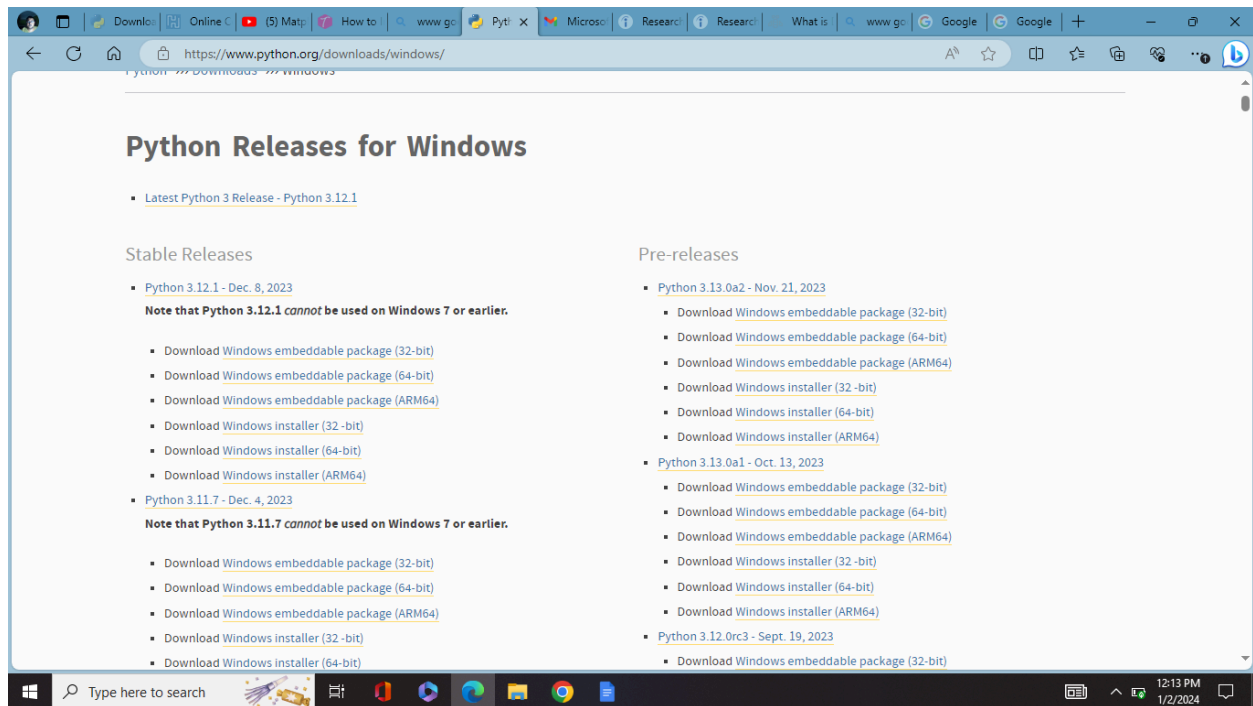 Downloa
Online C
(5) Matp
How to
www go
Pyth
Microso
Research
Research
What is
www go
Google
Google
https://www.python.org/downloads/windows/
Python >>> Downloads >>> Windows
Python Releases for Windows
Latest Python 3 Release - Python 3.12.1
Stable Releases
Python 3.12.1 - Dec. 8, 2023
Note that Python 3.12.1 cannot be used on Windows 7 or earlier.
Download Windows embeddable package (32-bit)
Download Windows embeddable package (64-bit)
Download Windows embeddable package (ARM64)
Download Windows installer (32 -bit)
Download Windows installer (64-bit)
Download Windows installer (ARM64)
Python 3.11.7 - Dec. 4, 2023
Note that Python 3.11.7 cannot be used on Windows 7 or earlier.
Download Windows embeddable package (32-bit)
Download Windows embeddable package (64-bit)
Download Windows embeddable package (ARM64)
Download Windows installer (32 -bit)
Download Windows installer (64-bit)
Pre-releases
Python 3.13.0a2 - Nov. 21, 2023
Download Windows embeddable package (32-bit)
Download Windows embeddable package (64-bit)
Download Windows embeddable package (ARM64)
Download Windows installer (32 -bit)
Download Windows installer (64-bit)
Download Windows installer (ARM64)
Python 3.13.0a1 - Oct. 13, 2023
Download Windows embeddable package (32-bit)
Download Windows embeddable package (64-bit)
Download Windows embeddable package (ARM64)
Download Windows installer (32 -bit)
Download Windows installer (64-bit)
Download Windows installer (ARM64)
Python 3.12.0rc3 - Sept. 19, 2023
Download Windows embeddable package (32-bit)
Type here to search
12:13 PM
1/2/2024